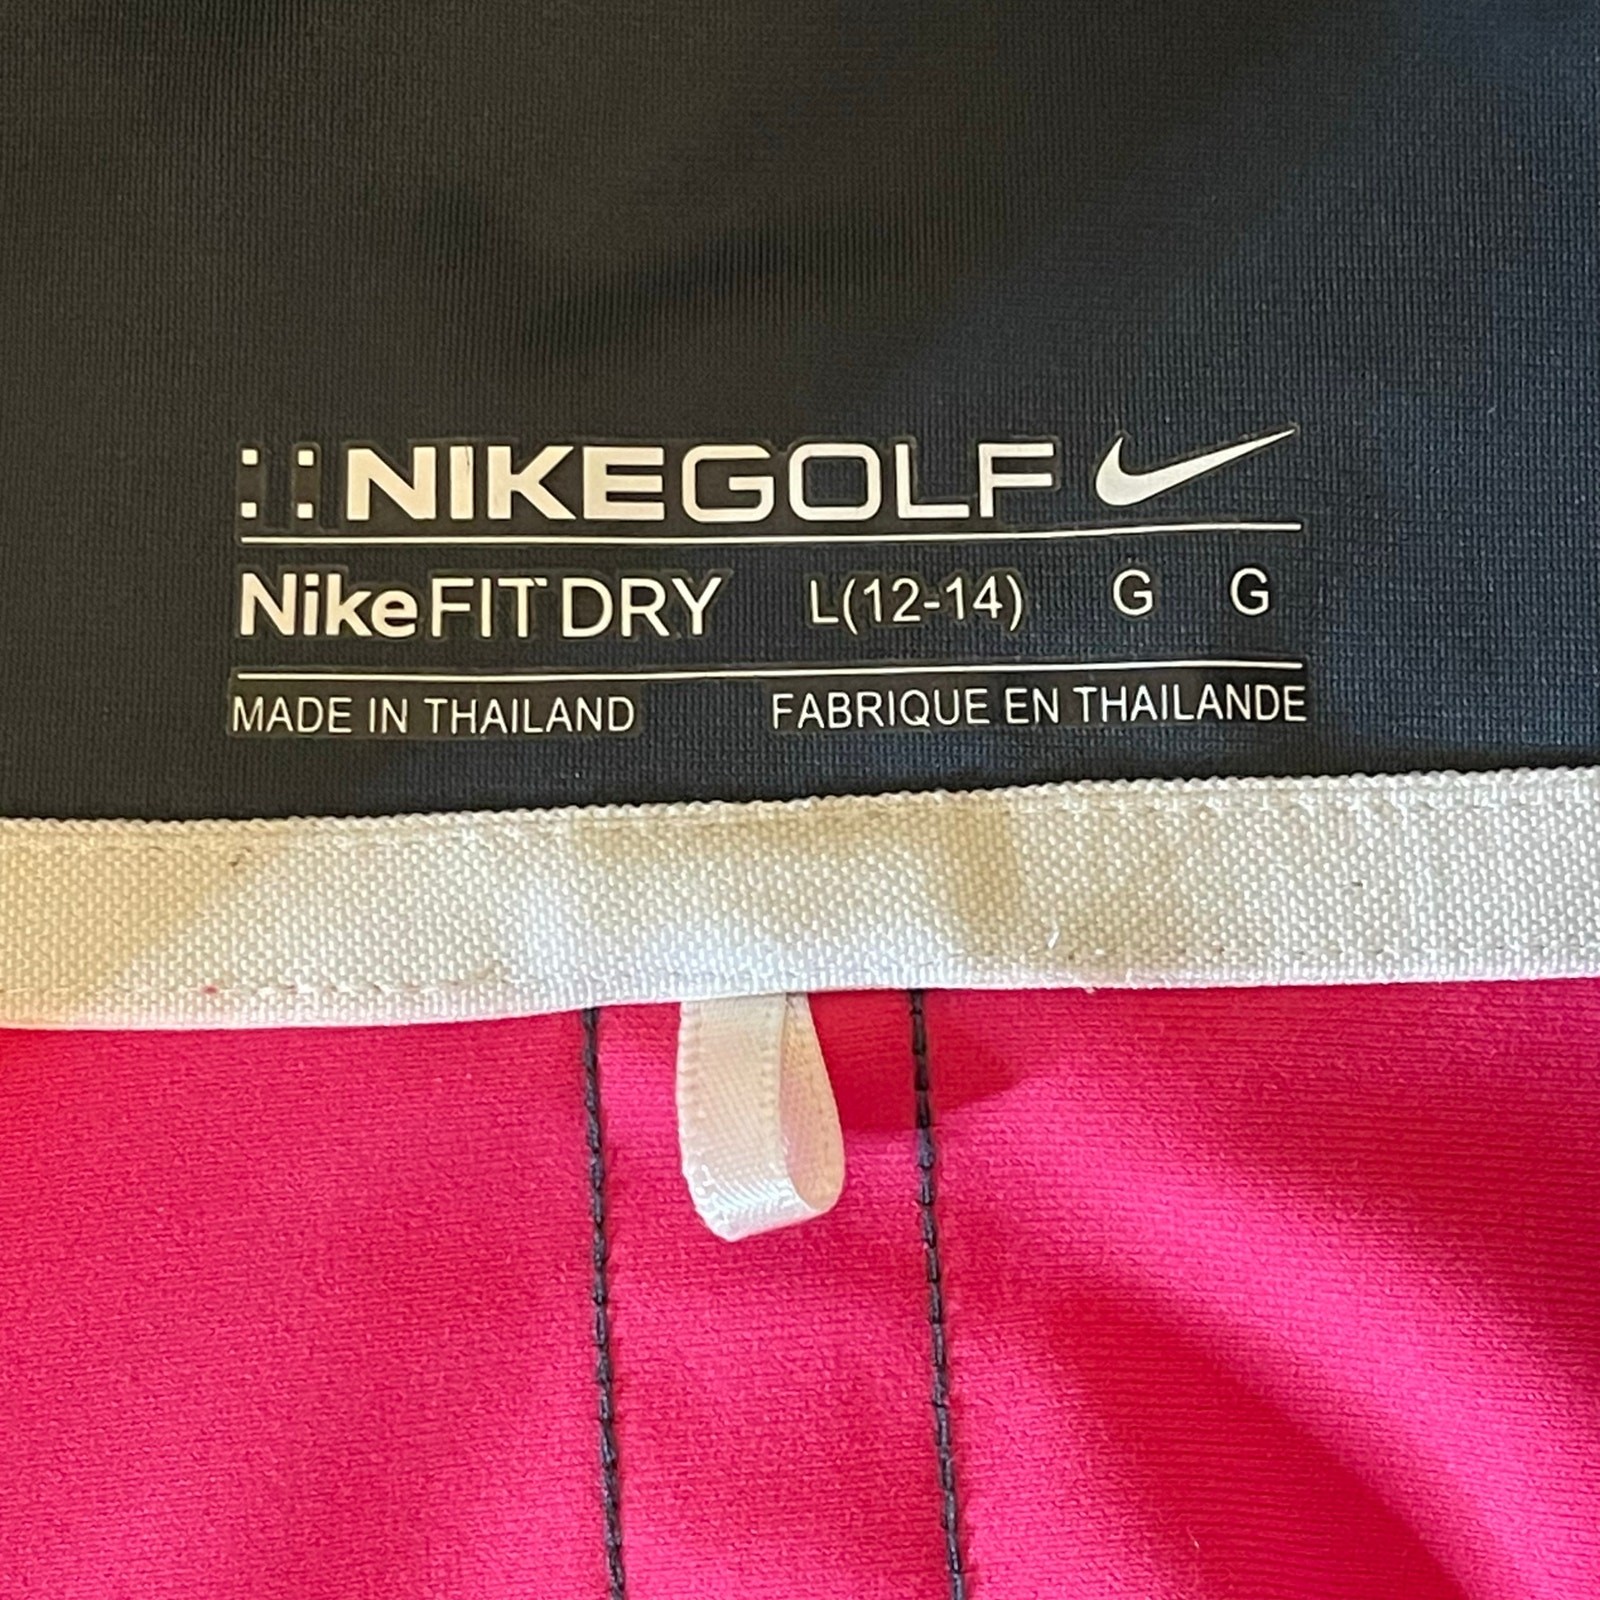 NIKEGOLF
NikeFIT DRY L(12-14) G G
MADE IN THAILAND FABRIQUE EN THAILANDE